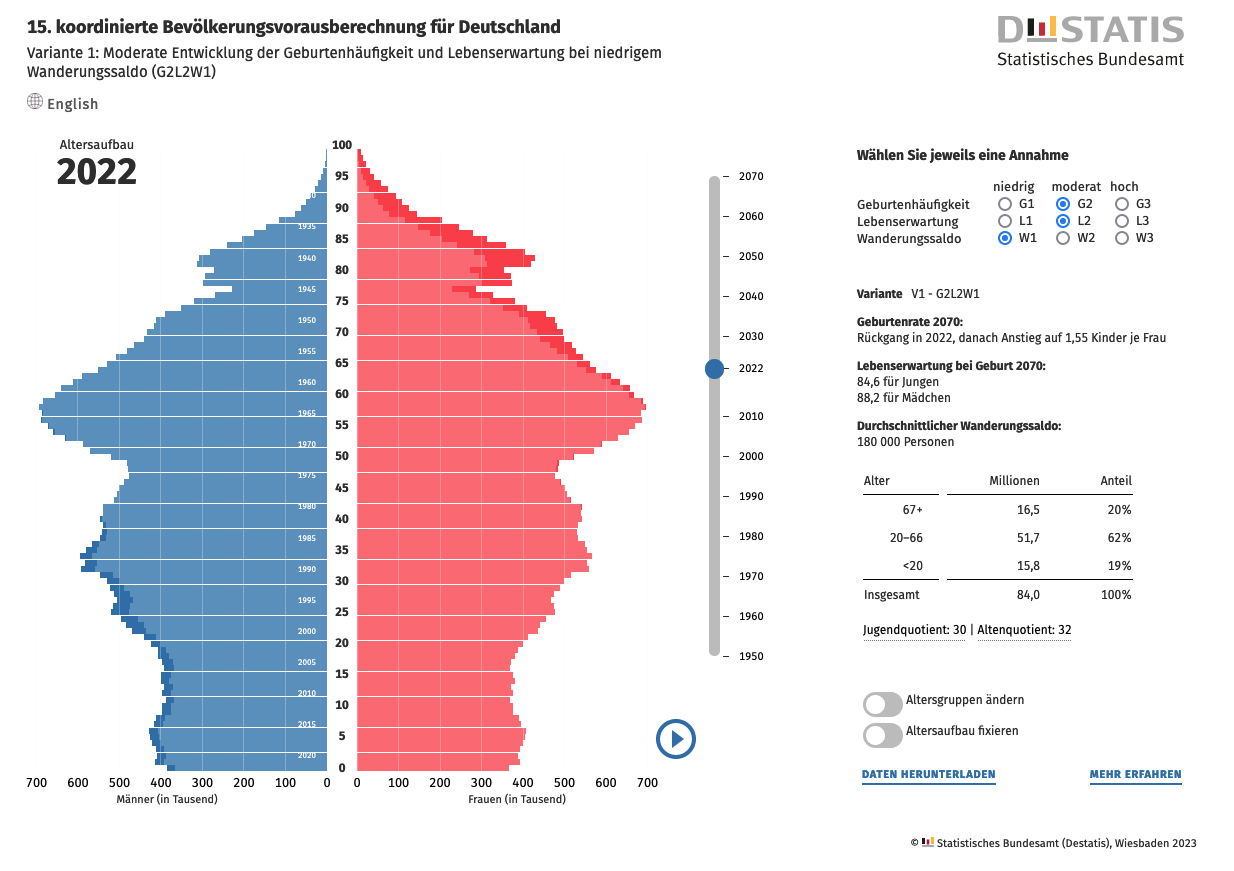 15. koordinierte Bevölkerungsvorausberechnung für Deutschland
Variante 1: Moderate Entwicklung der Geburtenhäufigkeit und Lebenserwartung bei niedrigem
Wanderungssaldo (G2L2W1)
English
DESTATIS
Statistisches Bundesamt
Altersaufbau
2022
100
95
90
85
80
75
70
65
60
55
50
45
40
35
30
25
20
15
10
5
0
1935
1940
1945
1950
1955
1960
1965
1970
1975
1980
1985
1990
1995
2000
2005
2010
2015
2020
700 600 500 400 300 200 100 0
Männer (in Tausend)
0 100 200 300 400 500 600 700
Frauen (in Tausend)
2070
2060
2050
2040
2030
2022
2010
2000
1990
1980
1970
1960
1950
Wählen Sie jeweils eine Annahme
niedrig moderat hoch
Geburtenhäufigkeit G1 G2 G3
Lebenserwartung L1 L2 L3
Wanderungssaldo W1 W2 W3
Variante V1 - G2L2W1
Geburtenrate 2070:
Rückgang in 2022, danach Anstieg auf 1,55 Kinder je Frau
Lebenserwartung bei Geburt 2070:
84,6 für Jungen
88,2 für Mädchen
Durchschnittlicher Wanderungssaldo:
180 000 Personen
Alter Millionen Anteil
67+ 16,5 20%
20–66 51,7 62%
<20 15,8 19%
Insgesamt 84,0 100%
Jugendquotient: 30 | Altenquotient: 32
Altersgruppen ändern
Altersaufbau fixieren
DATEN HERUNTERLADEN MEHR ERFAHREN
© Statistisches Bundesamt (Destatis), Wiesbaden 2023